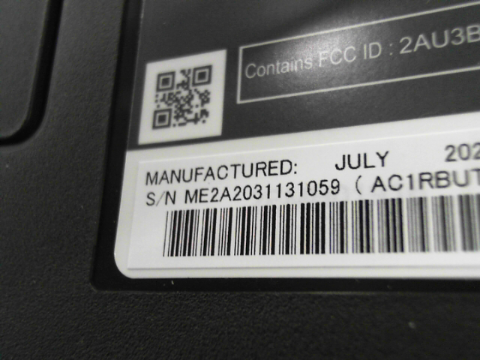 Contains FCC ID : 2AU3B
MANUFACTURED: JULY 202
S/N ME2A2031131059 ( AC1RBUT